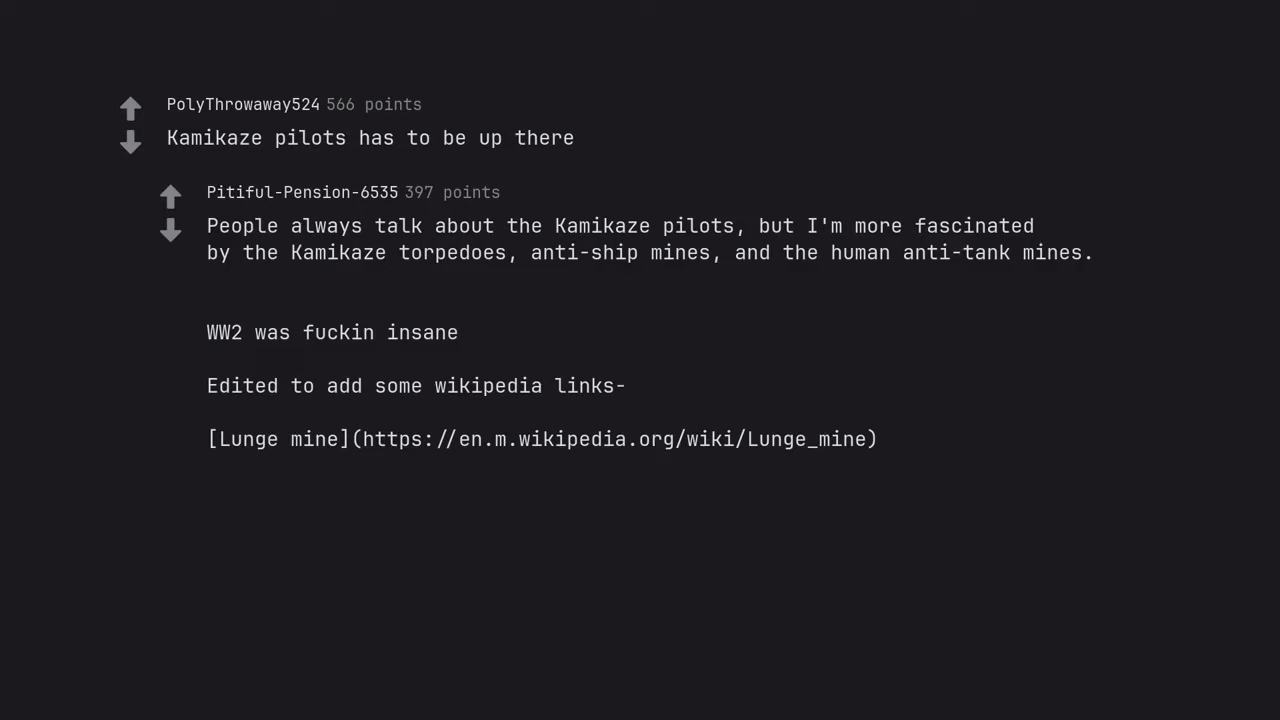 PolyThrowaway524 566 points
Kamikaze pilots has to be up there
Pitiful-Pension-6535 397 points
People always talk about the Kamikaze pilots, but I'm more fascinated
by the Kamikaze torpedoes, anti-ship mines, and the human anti-tank mines.
WW2 was fuckin insane
Edited to add some wikipedia links-
[Lunge mine](https://en.m.wikipedia.org/wiki/Lunge_mine)